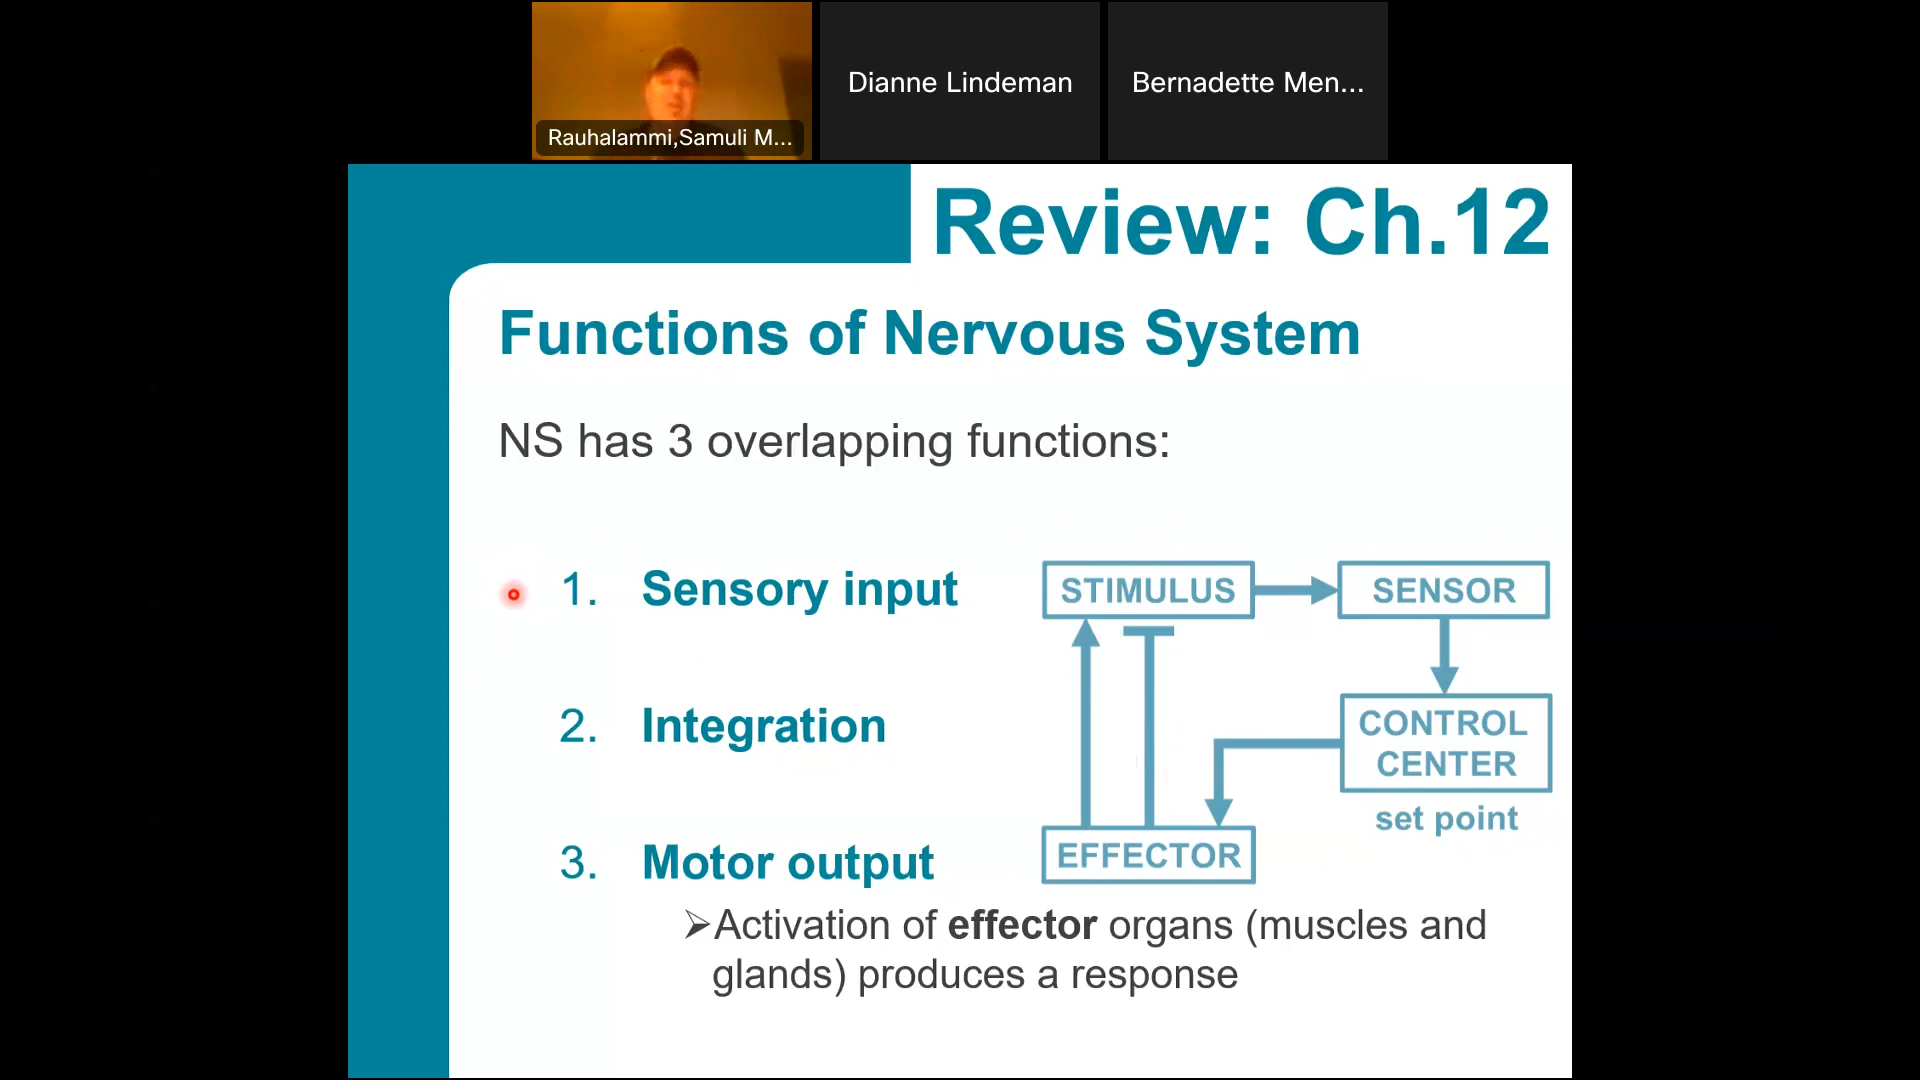 Rauhalammi,Samuli M...
Dianne Lindeman
Bernadette Men...
Review: Ch.12
Functions of Nervous System
NS has 3 overlapping functions:
1. Sensory input
2. Integration
3. Motor output
➢Activation of effector organs (muscles and
glands) produces a response
STIMULUS
SENSOR
CONTROL
CENTER
set point
EFFECTOR